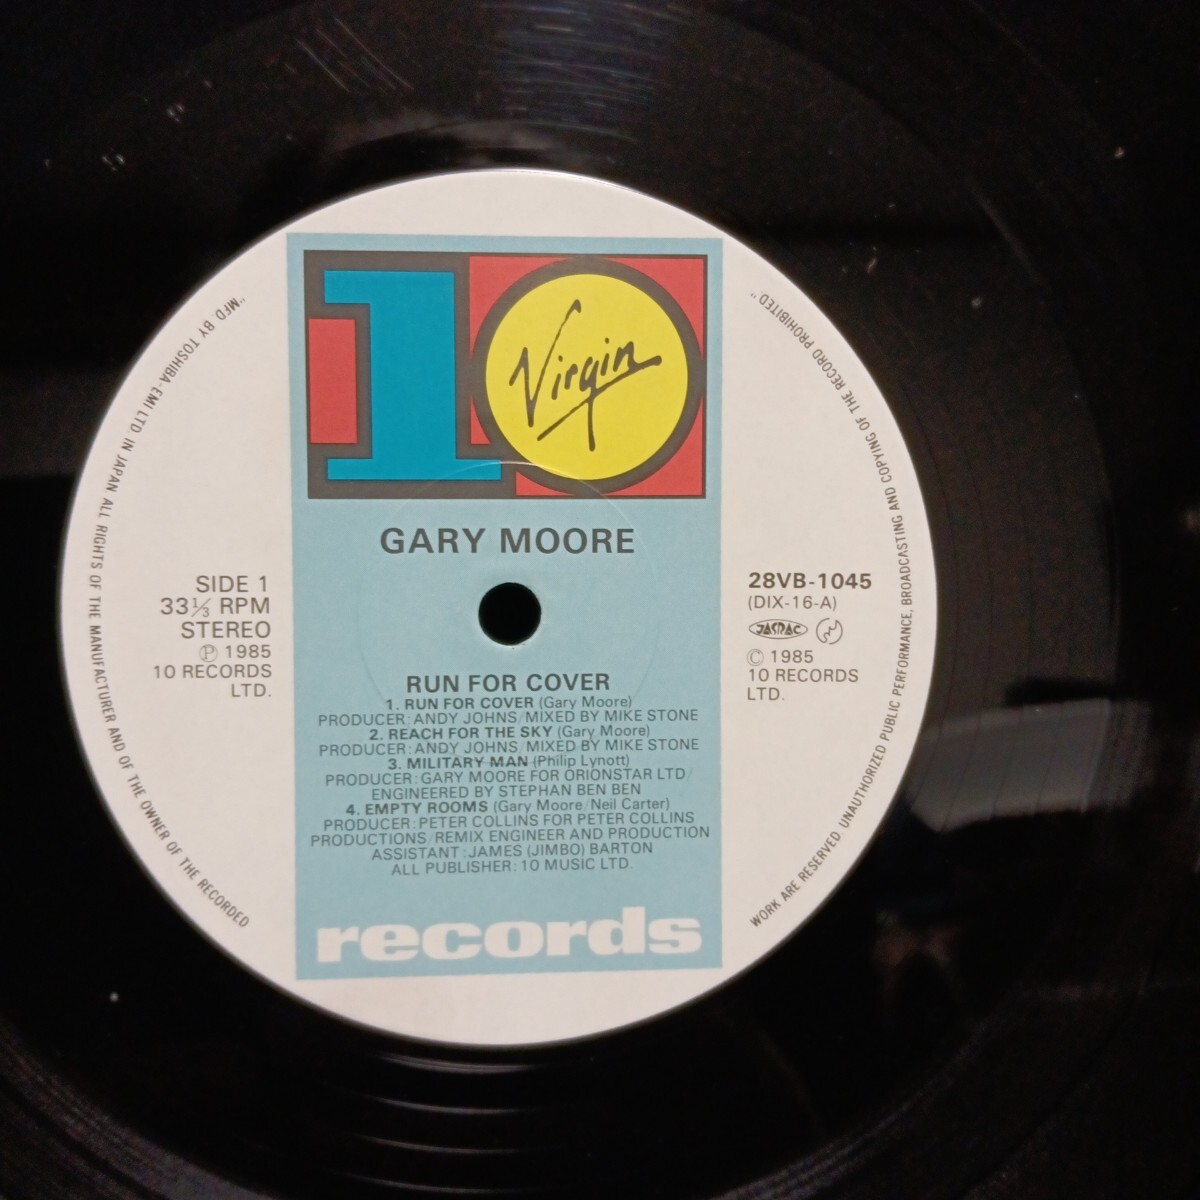 10
Virgin
GARY MOORE
SIDE 1
33⅓ RPM
STEREO
Ⓟ 1985
10 RECORDS
LTD.
28VB-1045
(DIX-16-A)
JASRAC
© 1985
10 RECORDS
LTD.
RUN FOR COVER
1. RUN FOR COVER (Gary Moore)
PRODUCER: ANDY JOHNS/MIXED BY MIKE STONE
2. REACH FOR THE SKY (Gary Moore)
PRODUCER: ANDY JOHNS/MIXED BY MIKE STONE
3. MILITARY MAN (Philip Lynott)
PRODUCER: GARY MOORE FOR ORIONSTAR LTD/
ENGINEERED BY STEPHAN BEN BEN
4. EMPTY ROOMS (Gary Moore/Neil Carter)
PRODUCER: PETER COLLINS FOR PETER COLLINS
PRODUCTIONS/REMIX ENGINEER AND PRODUCTION
ASSISTANT: JAMES (JIMBO) BARTON
ALL PUBLISHER: 10 MUSIC LTD.
records
"MFD. BY TOSHIBA-EMI LTD. IN JAPAN ALL RIGHTS OF THE MANUFACTURER AND OF THE OWNER OF THE RECORDED
WORK ARE RESERVED. UNAUTHORIZED PUBLIC PERFORMANCE, BROADCASTING AND COPYING OF THE RECORD PROHIBITED."